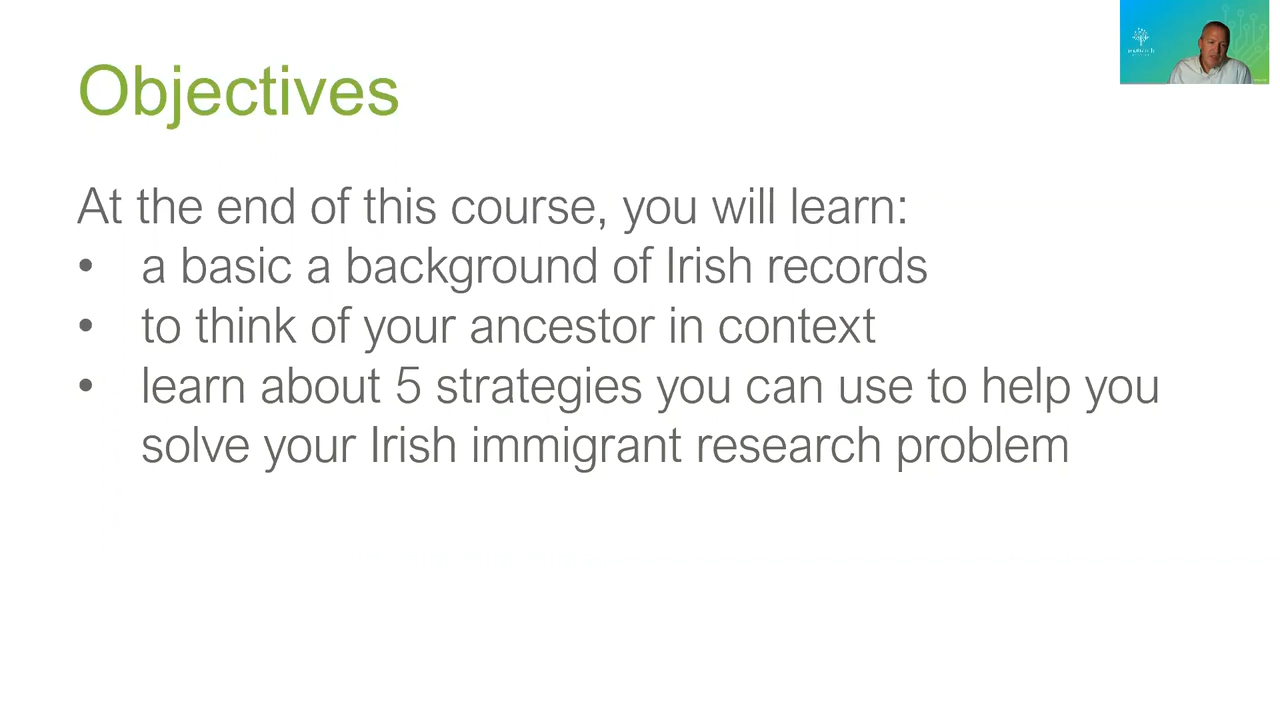 Objectives
At the end of this course, you will learn:
• a basic a background of Irish records
• to think of your ancestor in context
• learn about 5 strategies you can use to help you
solve your Irish immigrant research problem